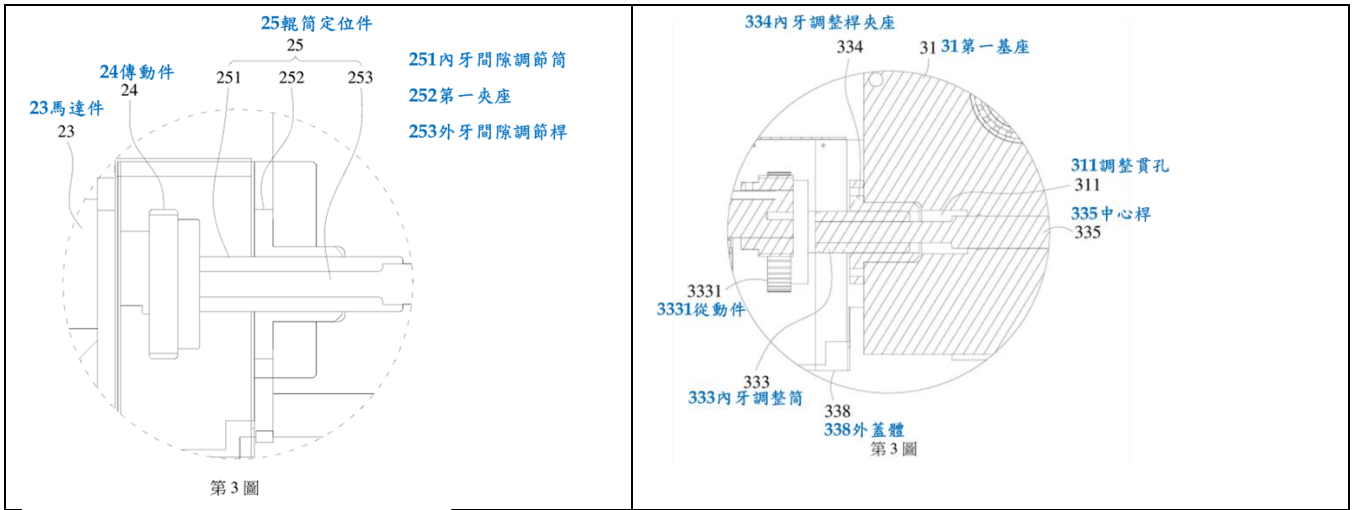 25輥筒定位件
25
251內牙間隙調節筒
24傳動件
24
251
252
253
252第一夾座
23馬達件
23
253外牙間隙調節桿
第 3 圖
334內牙調整桿夾座
334
31
31第一基座
311調整貫孔
311
335中心桿
335
3331
3331從動件
333
333內牙調整筒
338
338外蓋體
第 3 圖